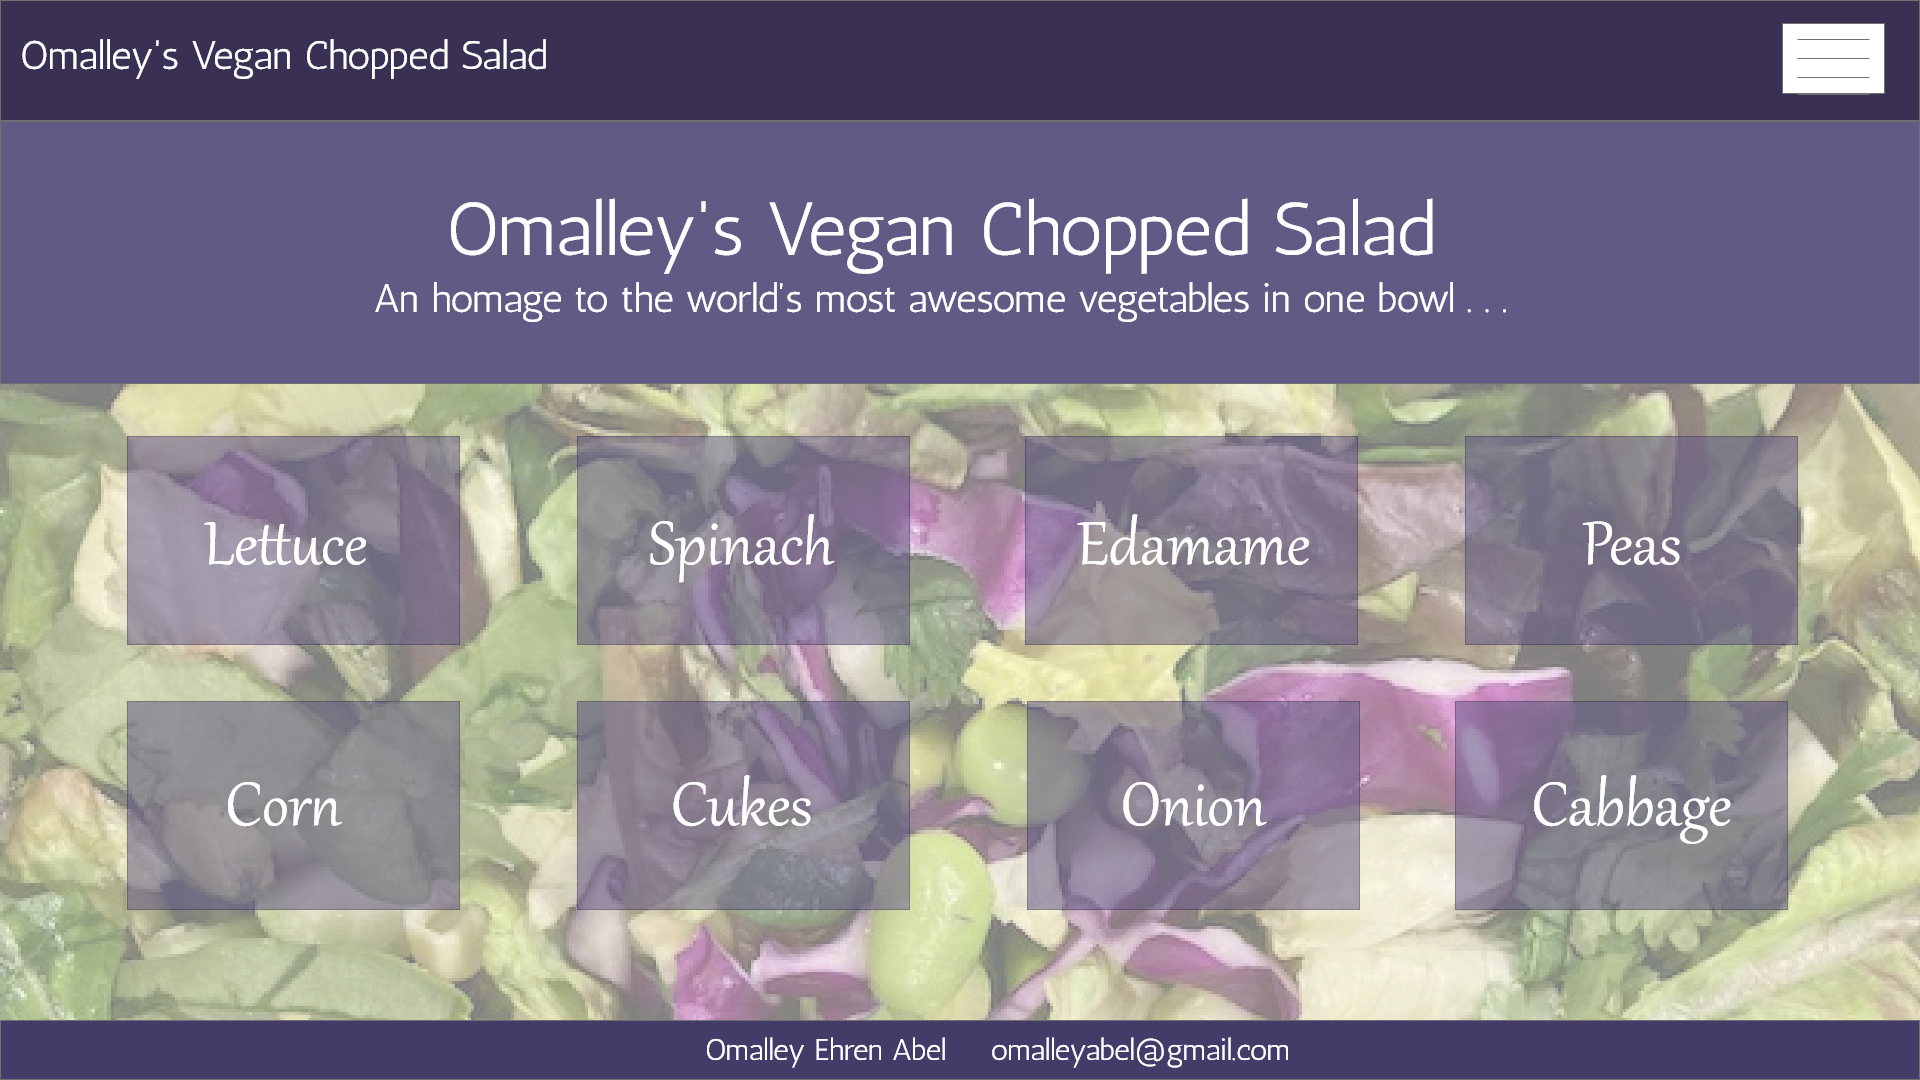 Omalley's Vegan Chopped Salad
Omalley's Vegan Chopped Salad
An homage to the world's most awesome vegetables in one bowl . . .
Lettuce
Spinach
Edamame
Peas
Corn
Cukes
Onion
Cabbage
Omalley Ehren Abel omalleyabel@gmail.com